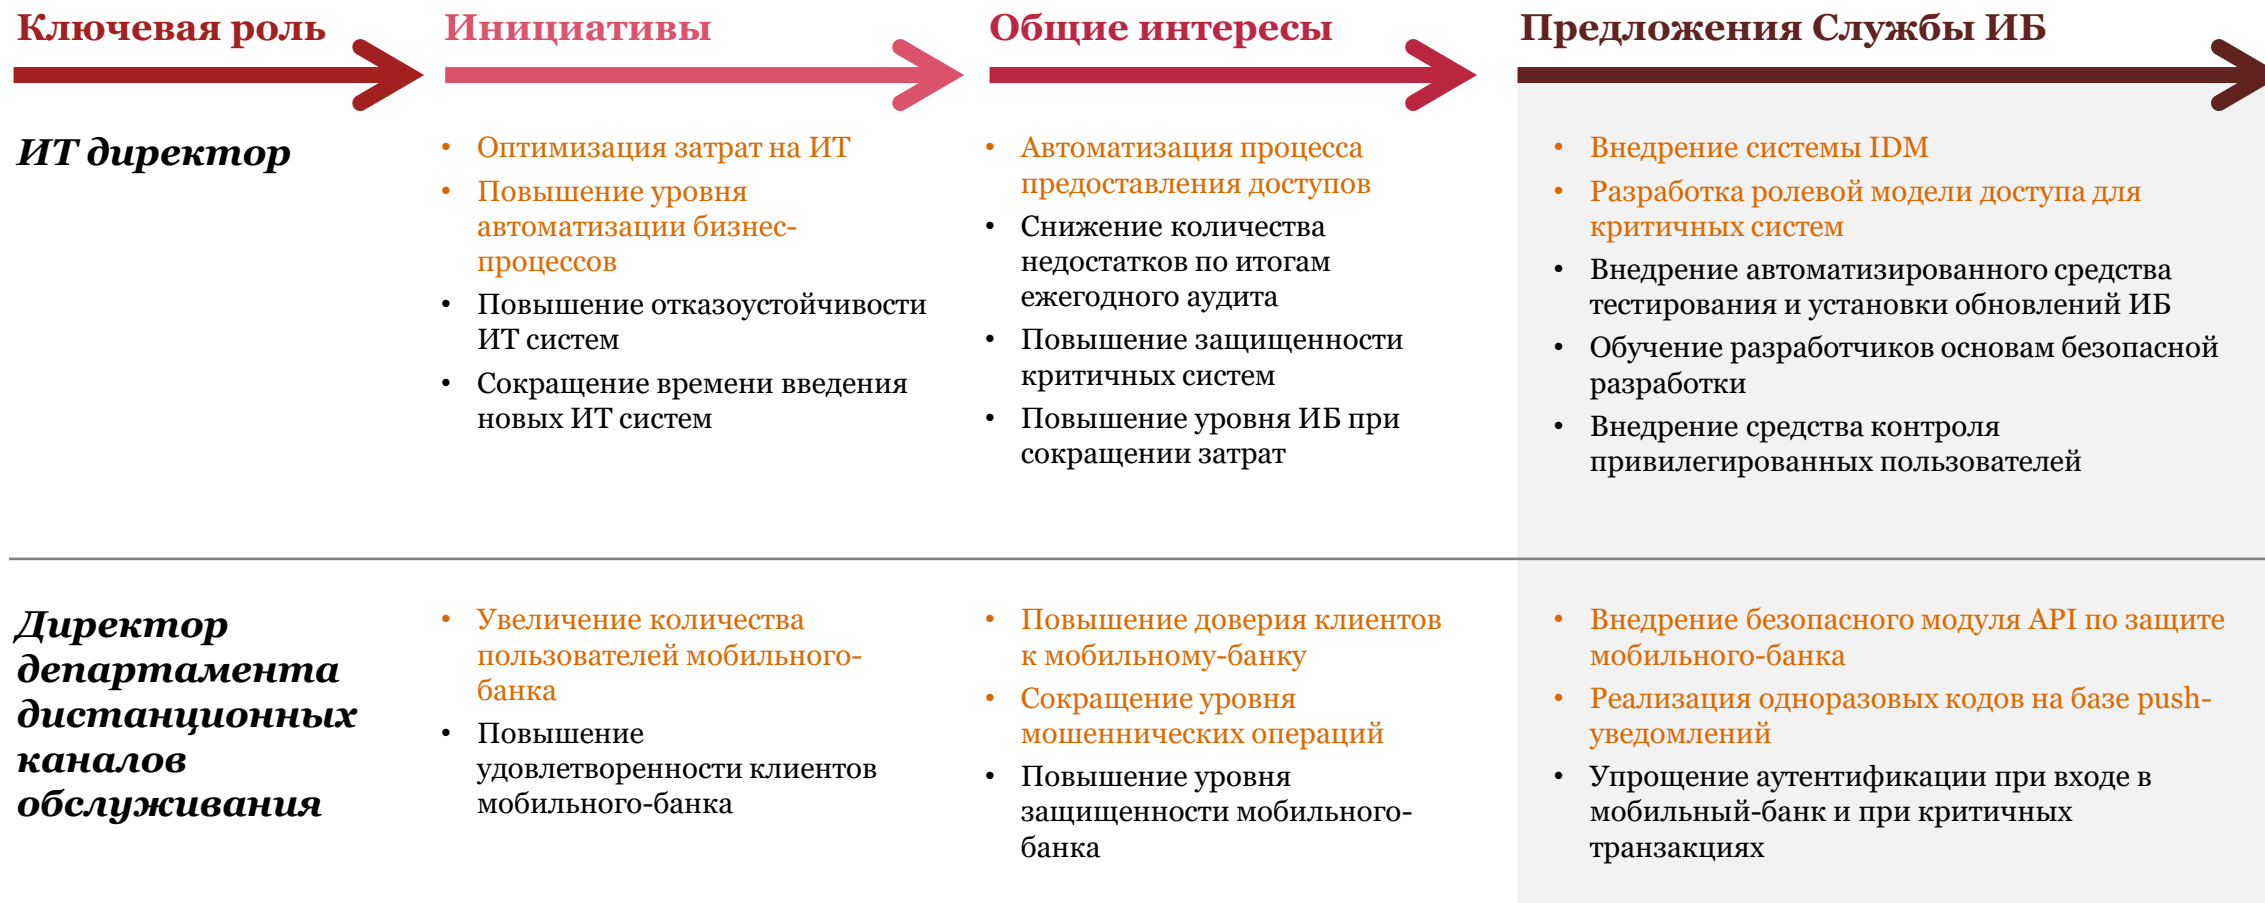 Ключевая роль
Инициативы
Общие интересы
Предложения Службы ИБ
ИТ директор
• Оптимизация затрат на ИТ
• Повышение уровня
автоматизации бизнес-
процессов
• Повышение отказоустойчивости
ИТ систем
• Сокращение времени введения
новых ИТ систем
• Автоматизация процесса
предоставления доступов
• Снижение количества
недостатков по итогам
ежегодного аудита
• Повышение защищенности
критичных систем
• Повышение уровня ИБ при
сокращении затрат
• Внедрение системы IDM
• Разработка ролевой модели доступа для
критичных систем
• Внедрение автоматизированного средства
тестирования и установки обновлений ИБ
• Обучение разработчиков основам безопасной
разработки
• Внедрение средства контроля
привилегированных пользователей
Директор
департамента
дистанционных
каналов
обслуживания
• Увеличение количества
пользователей мобильного-
банка
• Повышение
удовлетворенности клиентов
мобильного-банка
• Повышение доверия клиентов
к мобильному-банку
• Сокращение уровня
мошеннических операций
• Повышение уровня
защищенности мобильного-
банка
• Внедрение безопасного модуля API по защите
мобильного-банка
• Реализация одноразовых кодов на базе push-
уведомлений
• Упрощение аутентификации при входе в
мобильный-банк и при критичных
транзакциях